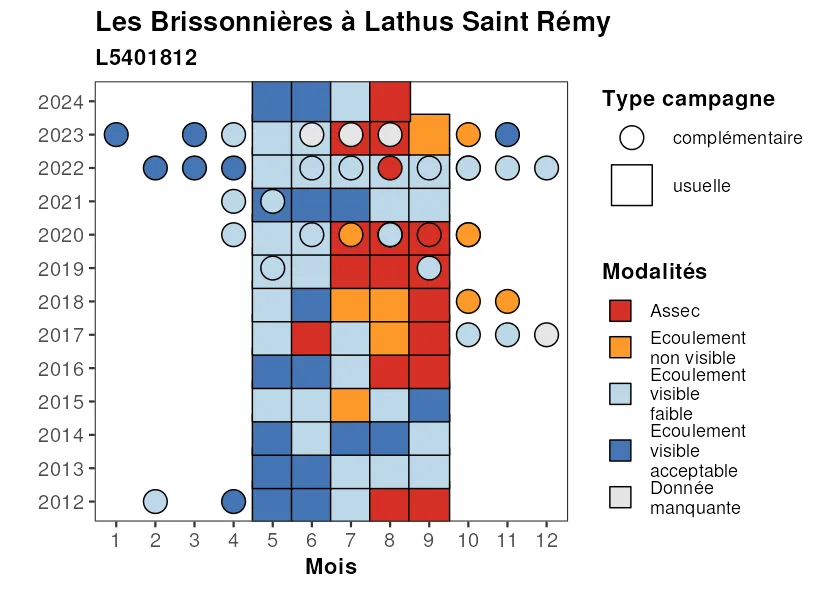 Les Brissonnières à Lathus Saint Rémy
L5401812
2024
2023
2022
2021
2020
2019
2018
2017
2016
2015
2014
2013
2012
1 2 3 4 5 6 7 8 9 10 11 12
Mois
Type campagne
complémentaire
usuelle
Modalités
Assec
Ecoulement
non visible
Ecoulement
visible
faible
Ecoulement
visible
acceptable
Donnée
manquante